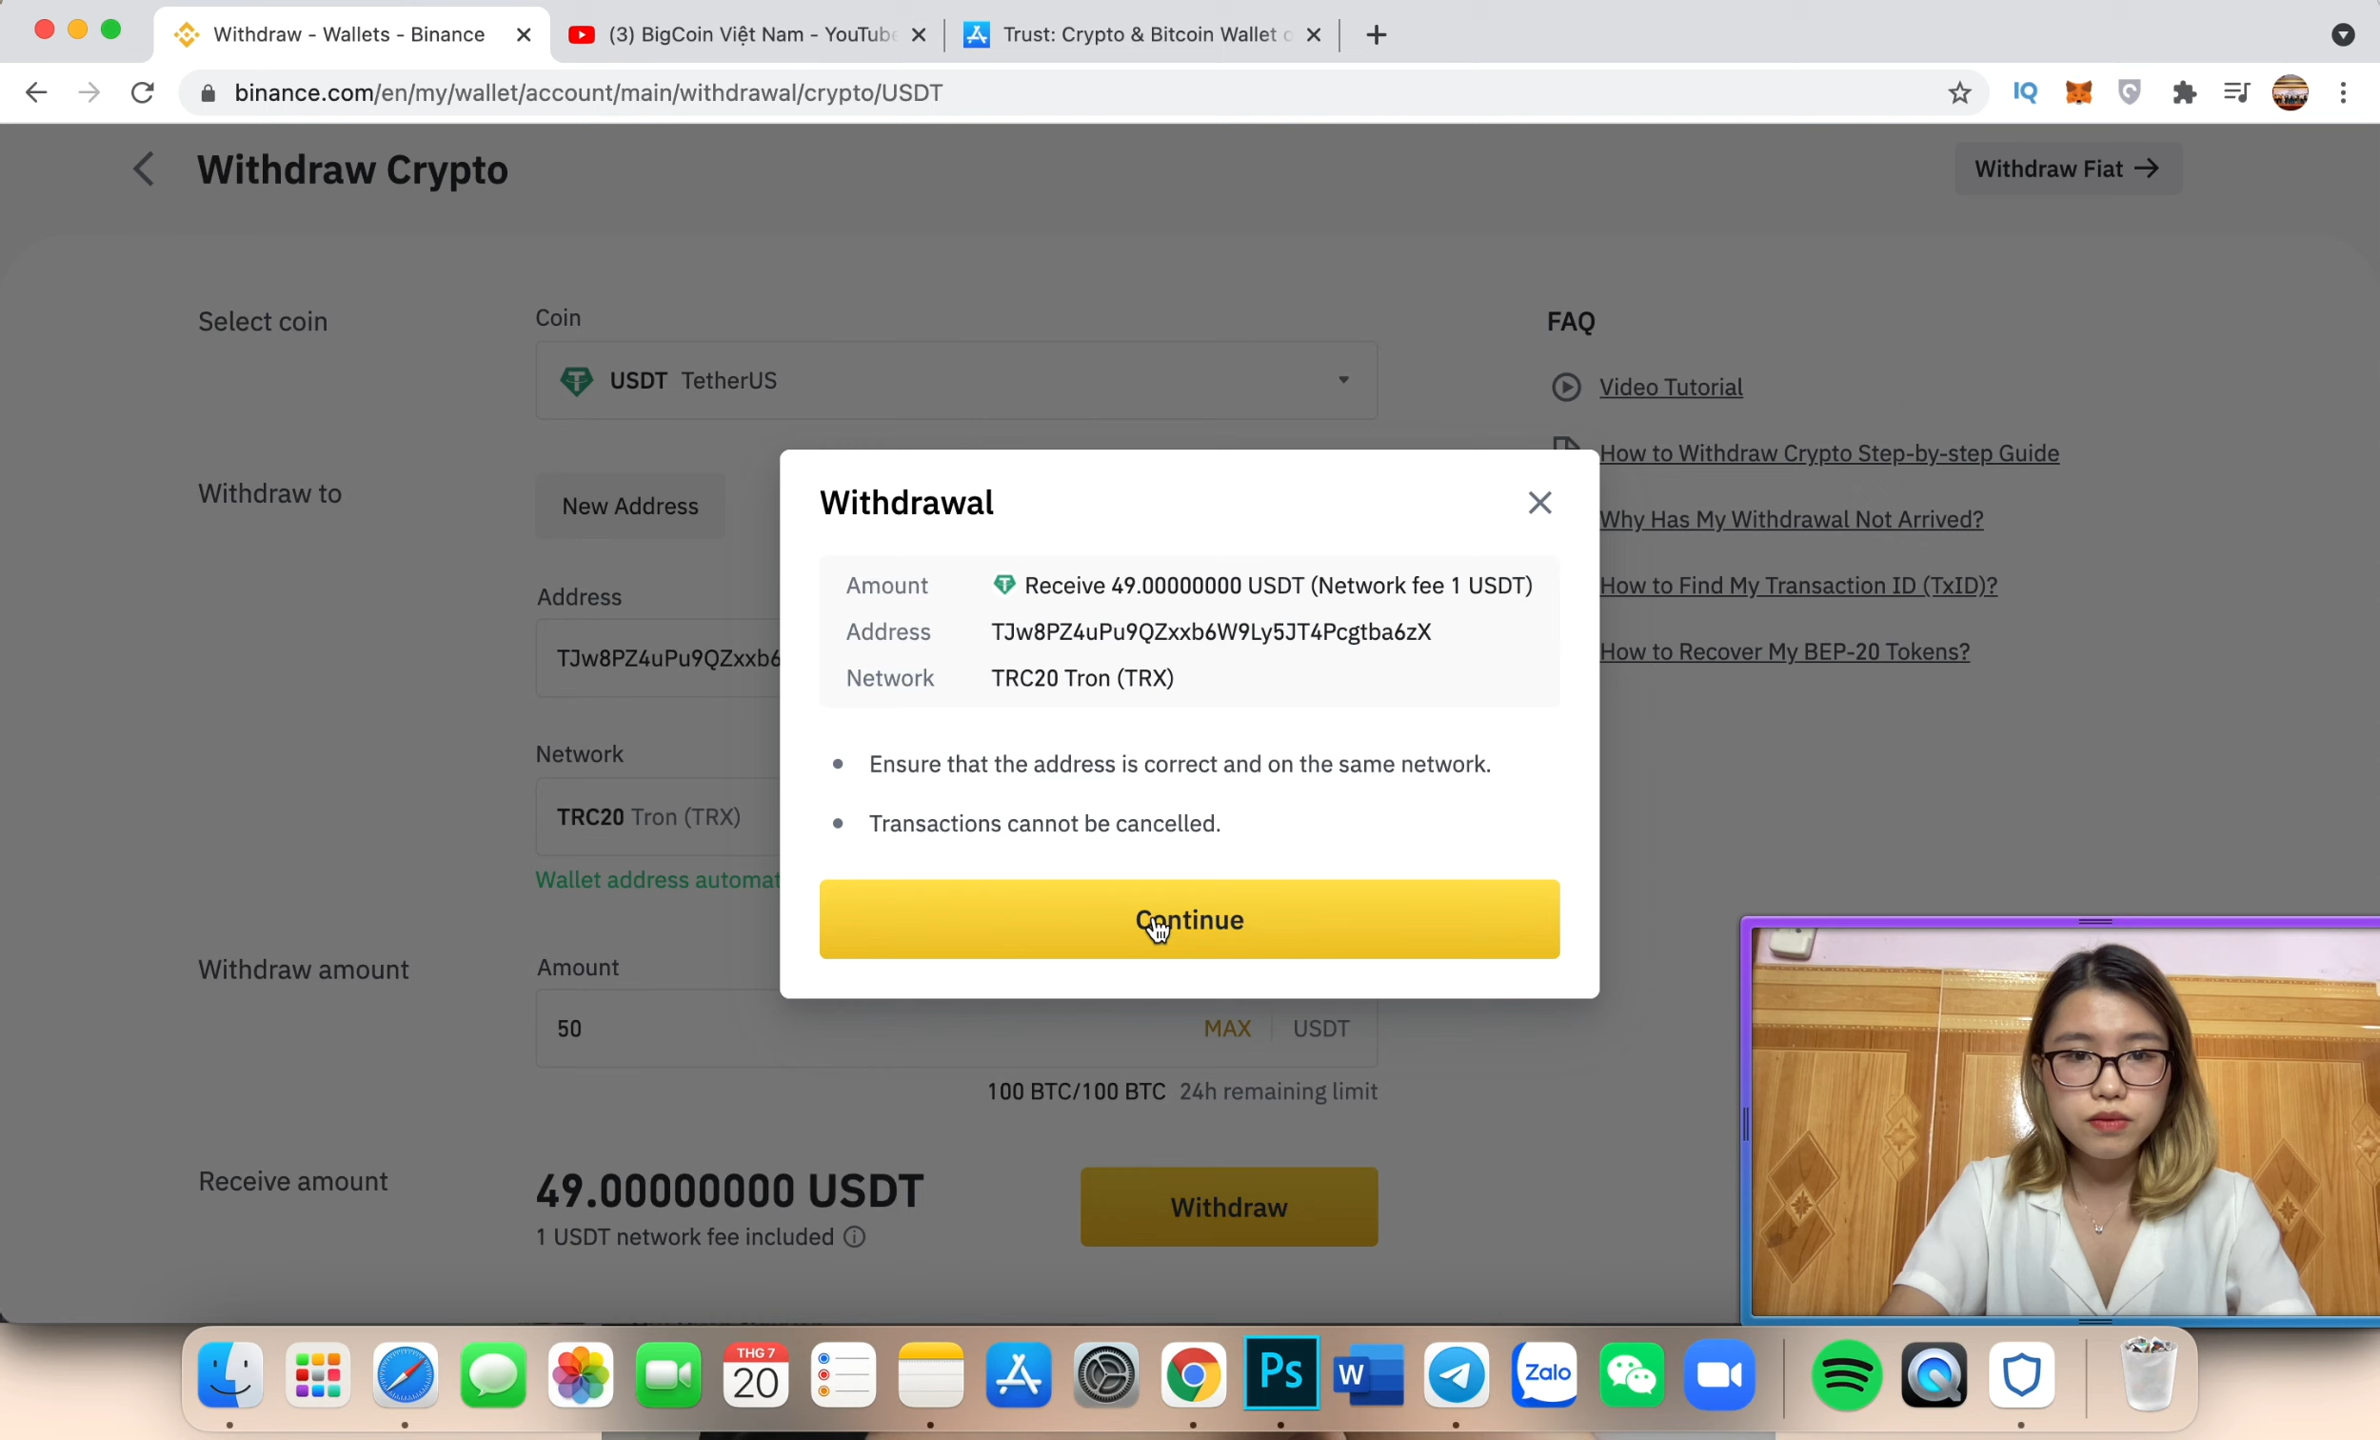 Withdraw - Wallets - Binance
(3) BigCoin Việt Nam - YouTube
Trust: Crypto & Bitcoin Wallet
binance.com/en/my/wallet/account/main/withdrawal/crypto/USDT
IQ
Withdraw Crypto
Withdraw Fiat →
Select coin
Coin
USDT TetherUS
FAQ
Video Tutorial
How to Withdraw Crypto Step-by-step Guide
Why Has My Withdrawal Not Arrived?
How to Find My Transaction ID (TxID)?
How to Recover My BEP-20 Tokens?
Withdraw to
New Address
Address
TJw8PZ4uPu9QZxxb6
Network
TRC20 Tron (TRX)
Wallet address automat
Withdrawal
Amount Receive 49.00000000 USDT (Network fee 1 USDT)
Address TJw8PZ4uPu9QZxxb6W9Ly5JT4Pcgtba6zX
Network TRC20 Tron (TRX)
• Ensure that the address is correct and on the same network.
• Transactions cannot be cancelled.
Continue
Withdraw amount
Amount
50 MAX USDT
100 BTC/100 BTC 24h remaining limit
Receive amount
49.00000000 USDT
1 USDT network fee included
Withdraw
THG 7
20
Ps
W
Zalo